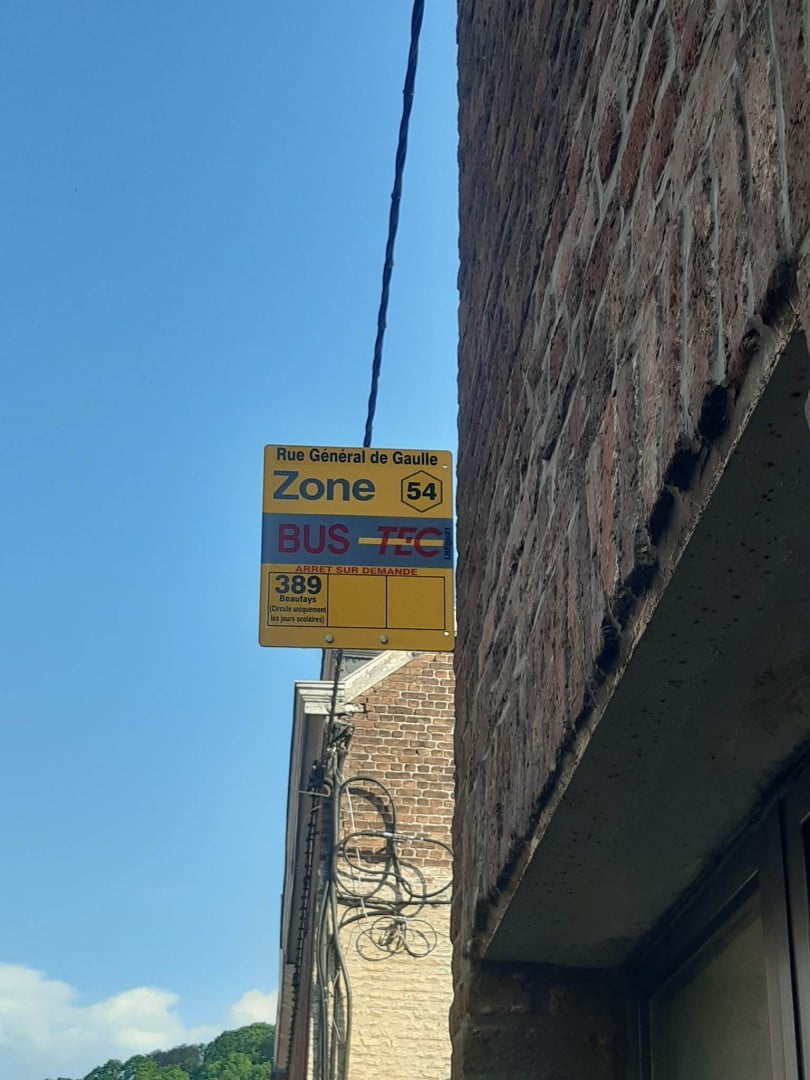 Rue Général de Gaulle
Zone 54
BUS TEC
ARRET SUR DEMANDE
389
Beaufays
(Circule uniquement
les jours scolaires)